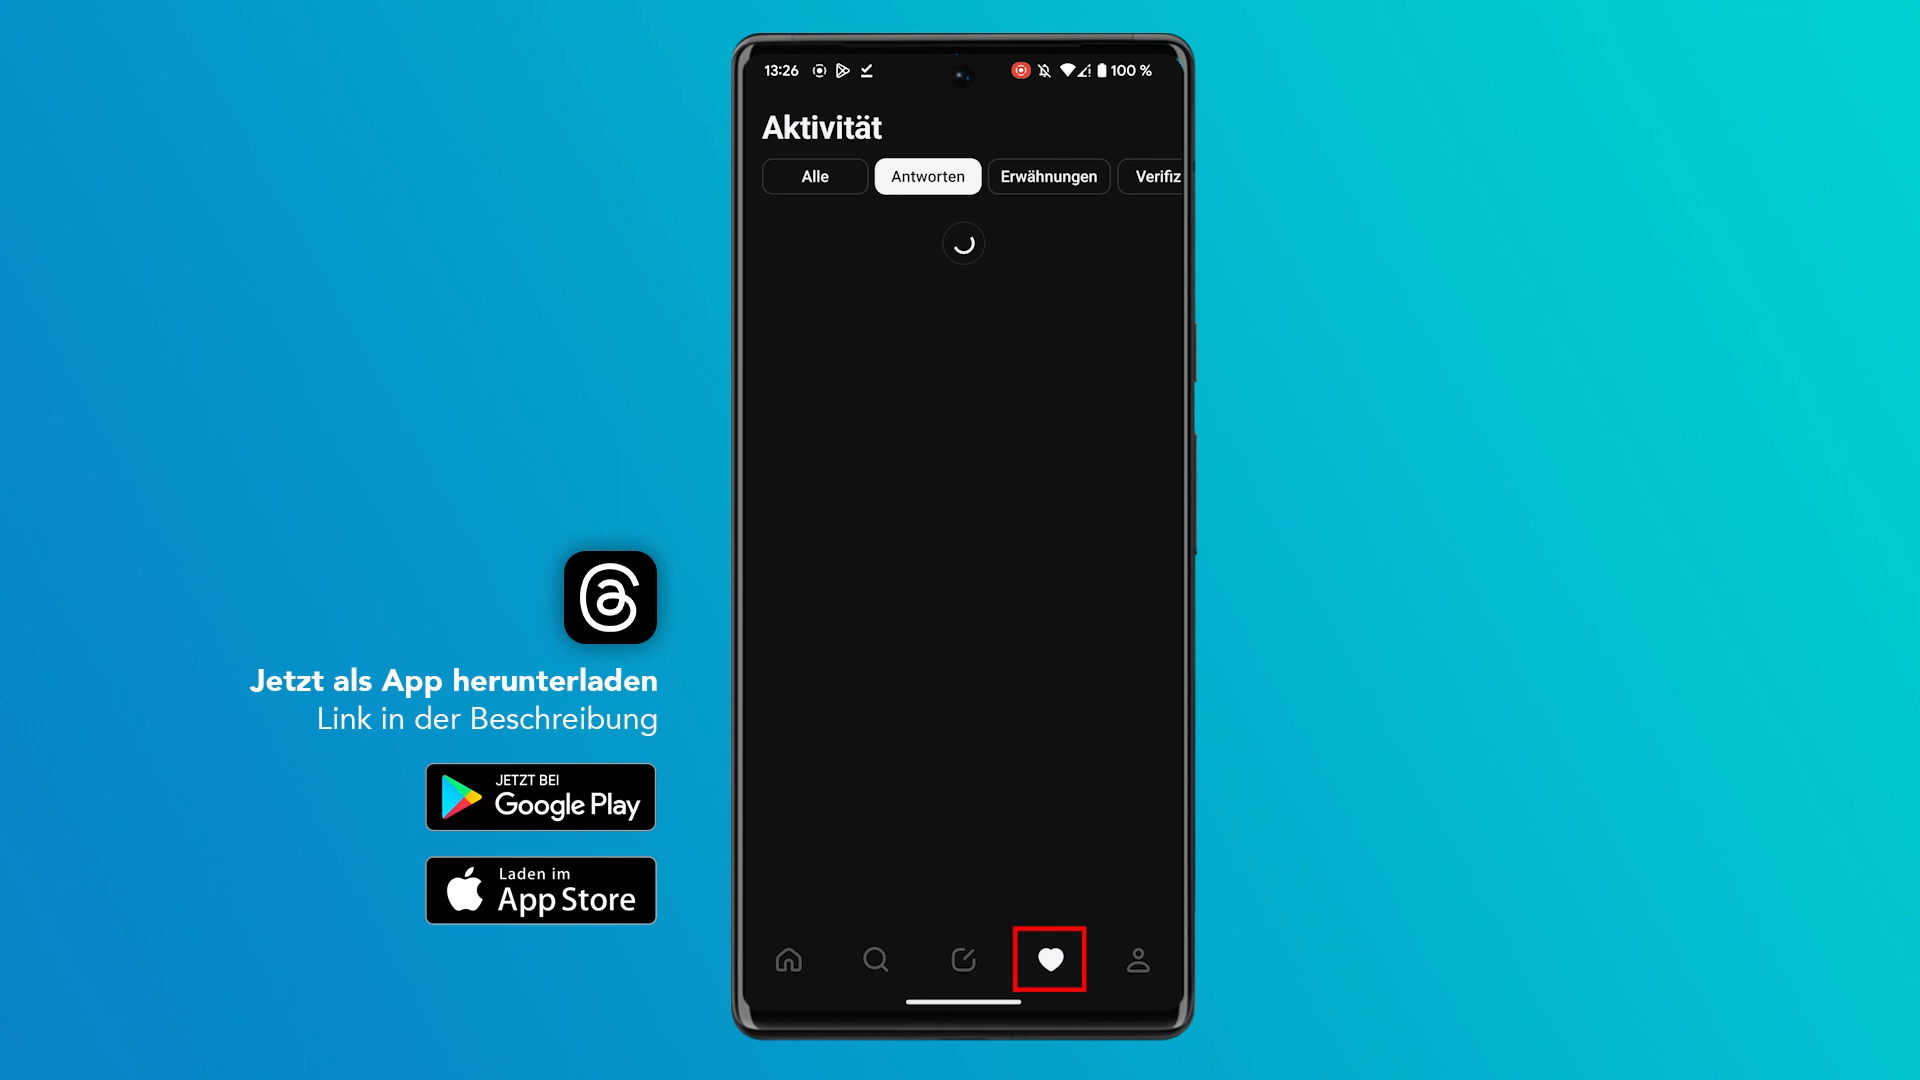 13:26
100 %
Aktivität
Alle
Antworten
Erwähnungen
Verifiz
Jetzt als App herunterladen
Link in der Beschreibung
JETZT BEI
Google Play
Laden im
App Store